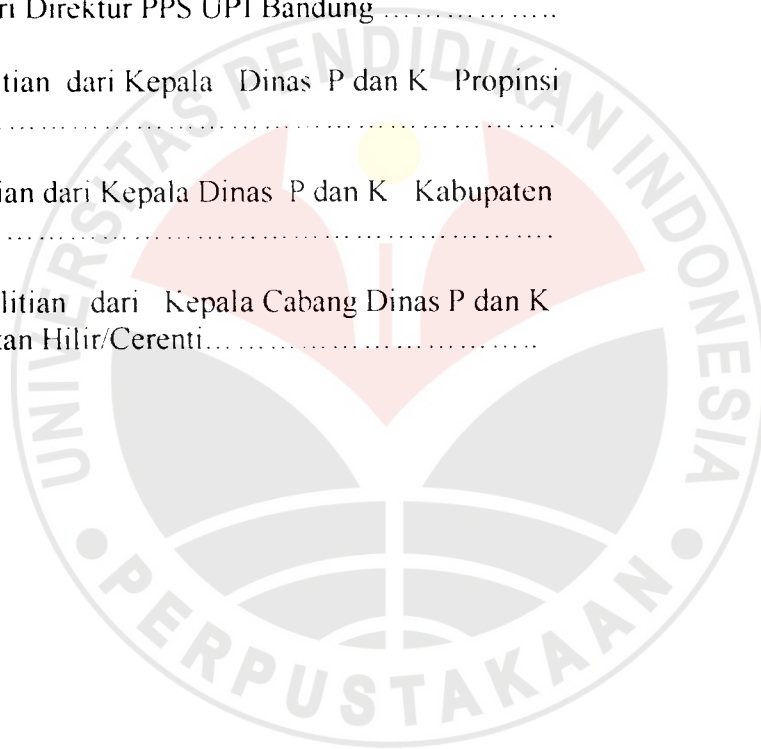 ri Direktur PPS UPI Bandung ..................
tian dari Kepala Dinas P dan K Propinsi
..............................................................
ian dari Kepala Dinas P dan K Kabupaten
..............................................................
litian dari Kepala Cabang Dinas P dan K
tan Hilir/Cerenti....................................
UNIVERSITAS PENDIDIKAN INDONESIA
PERPUSTAKAAN